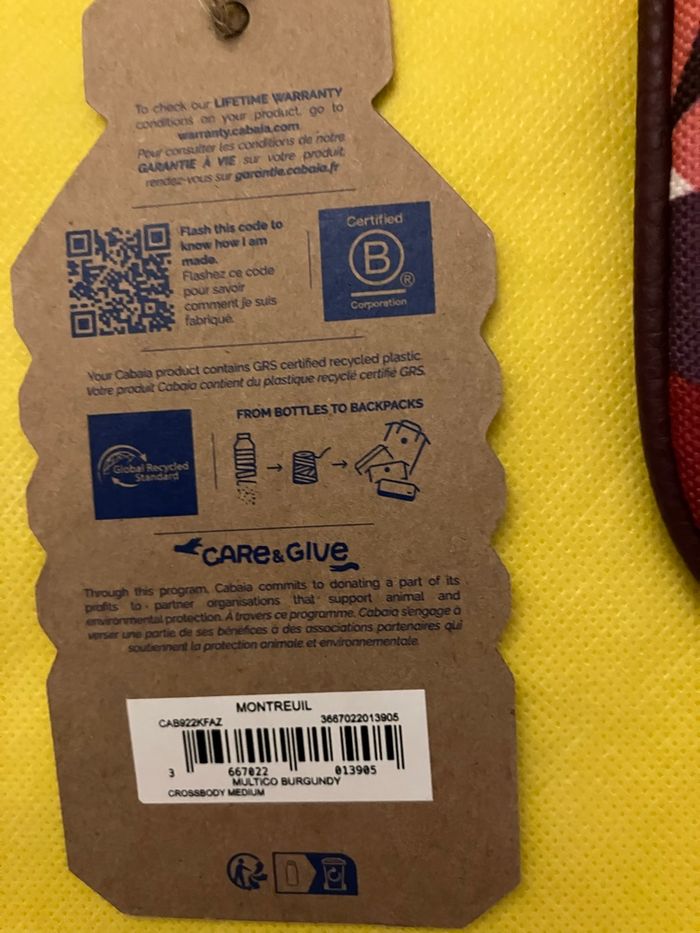 To check our LIFETIME WARRANTY
conditions on your product, go to
warranty.cabaia.com
Pour consulter les conditions de notre
GARANTIE À VIE sur votre produit,
rendez-vous sur garantie.cabaia.fr
Flash this code to
know how I am
made.
Flashez ce code
pour savoir
comment je suis
fabriqué.
Certified
B
®
Corporation
Your Cabaia product contains GRS certified recycled plastic.
Votre produit Cabaia contient du plastique recyclé certifié GRS.
FROM BOTTLES TO BACKPACKS
Global Recycled
Standard
CARE & GIVE
Through this program, Cabaia commits to donating a part of its
profits to partner organisations that support animal and
environmental protection. À travers ce programme, Cabaia s'engage à
verser une partie de ses bénéfices à des associations partenaires qui
soutiennent la protection animale et environnementale.
MONTREUIL
CAB922KFAZ 3667022013905
3 667022 013905
MULTICO BURGUNDY
CROSSBODY MEDIUM